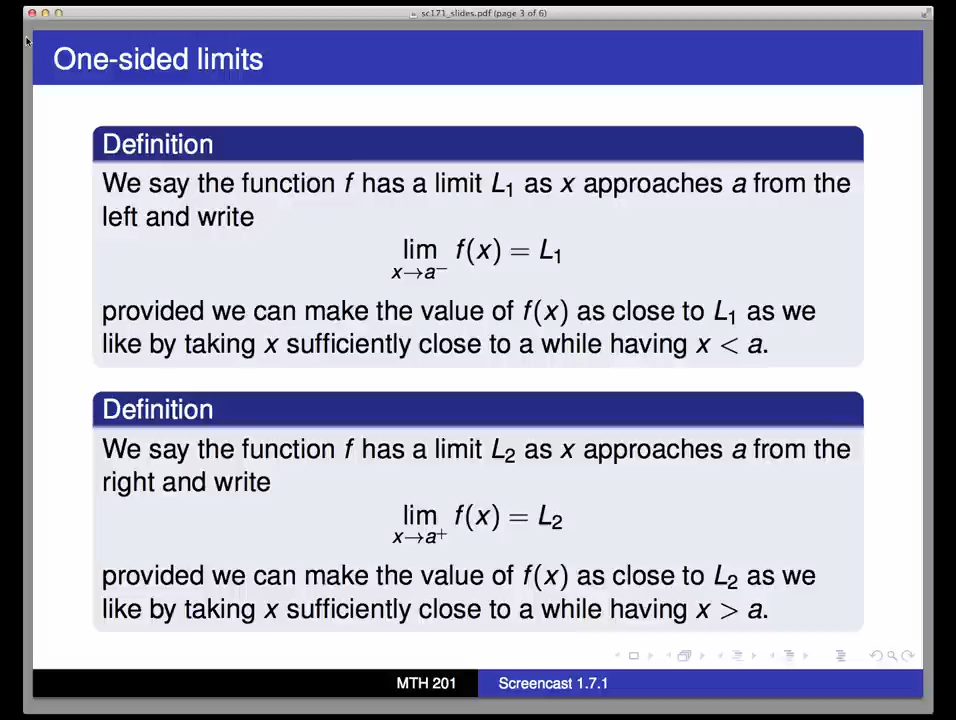 sc171_slides.pdf (page 3 of 6)
One-sided limits
Definition
We say the function f has a limit L₁ as x approaches a from the
left and write
lim f(x) = L₁
x→a⁻
provided we can make the value of f(x) as close to L₁ as we
like by taking x sufficiently close to a while having x < a.
Definition
We say the function f has a limit L₂ as x approaches a from the
right and write
lim f(x) = L₂
x→a⁺
provided we can make the value of f(x) as close to L₂ as we
like by taking x sufficiently close to a while having x > a.
MTH 201 Screencast 1.7.1